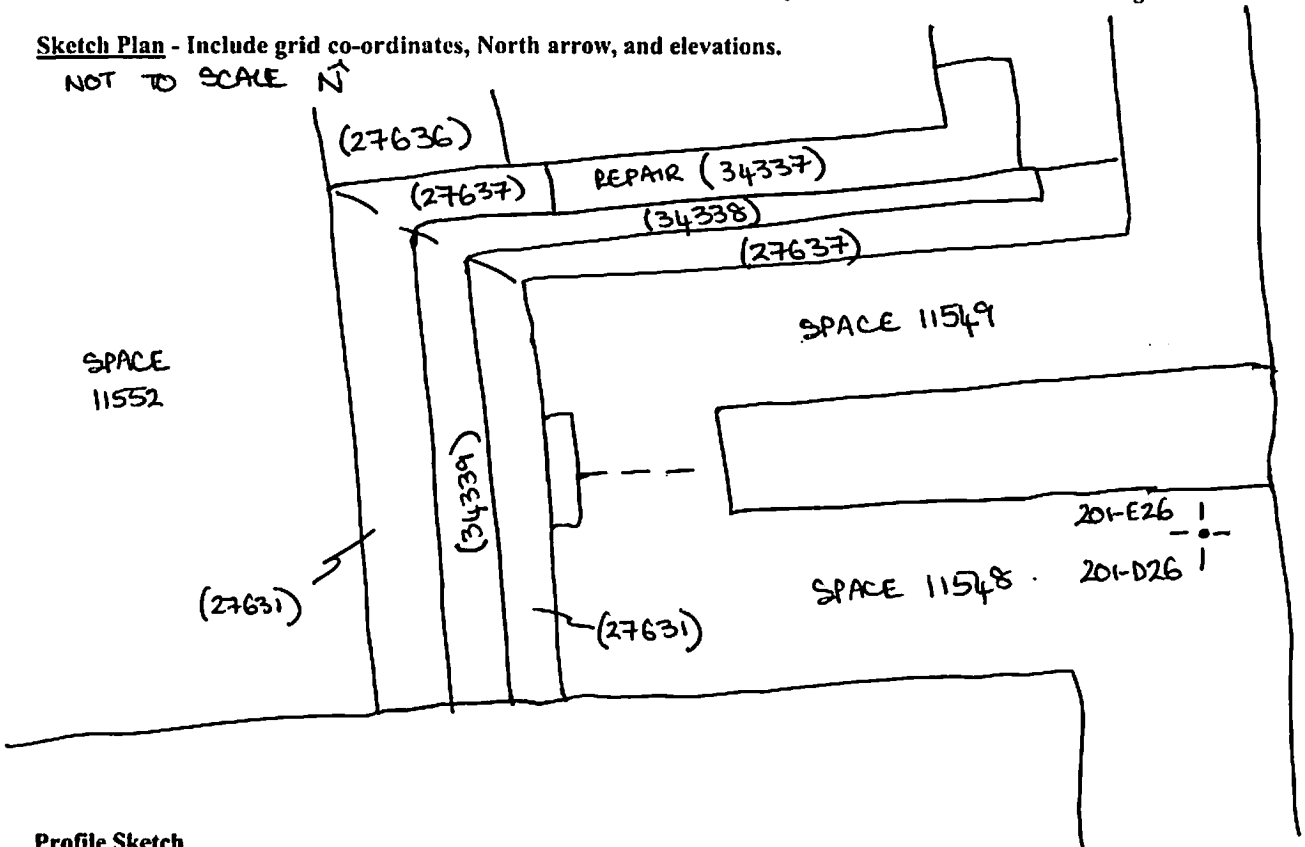 Sketch Plan - Include grid co-ordinates, North arrow, and elevations.
NOT TO SCALE N
(27636)
(27637)
REPAIR (34337)
(34338)
(27637)
SPACE 11549
SPACE
11552
(34339)
201-E26
201-D26
SPACE 11548.
(27631)
(27631)
Profile Sketch